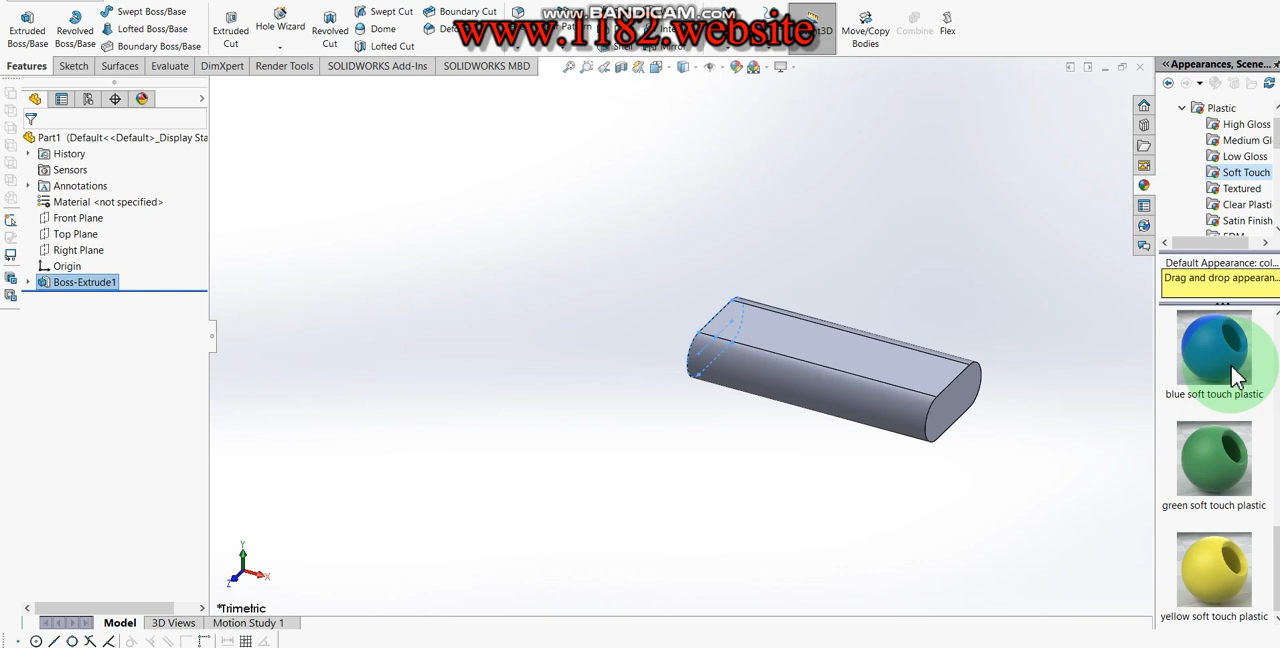 www.BANDICAM.com
www.1182.website
Extruded Boss/Base
Revolved Boss/Base
Swept Boss/Base
Lofted Boss/Base
Boundary Boss/Base
Extruded Cut
Hole Wizard
Revolved Cut
Swept Cut
Dome
Lofted Cut
Boundary Cut
Shell
Mirror
Move/Copy Bodies
Combine
Flex
Features
Sketch
Surfaces
Evaluate
DimXpert
Render Tools
SOLIDWORKS Add-Ins
SOLIDWORKS MBD
Part1 (Default<<Default>_Display Sta
History
Sensors
Annotations
Material <not specified>
Front Plane
Top Plane
Right Plane
Origin
Boss-Extrude1
Y
X
Z
*Trimetric
Model
3D Views
Motion Study 1
Appearances, Scene...
Plastic
High Gloss
Medium Gl
Low Gloss
Soft Touch
Textured
Clear Plasti
Satin Finish
Default Appearance: col...
Drag and drop appearan...
blue soft touch plastic
green soft touch plastic
yellow soft touch plastic